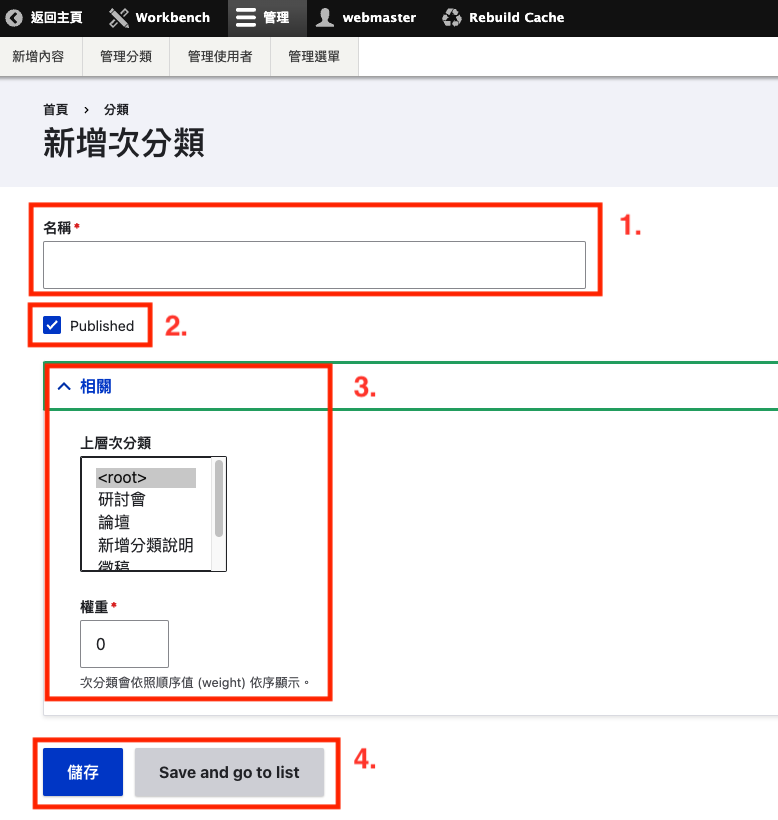 返回主頁 Workbench 管理 webmaster Rebuild Cache
新增內容 管理分類 管理使用者 管理選單
首頁 › 分類
新增次分類
名稱*
1.
Published
2.
相關
3.
上層次分類
<root>
研討會
論壇
新增分類說明
徵稿
權重*
0
次分類會依照順序值 (weight) 依序顯示。
儲存 Save and go to list
4.